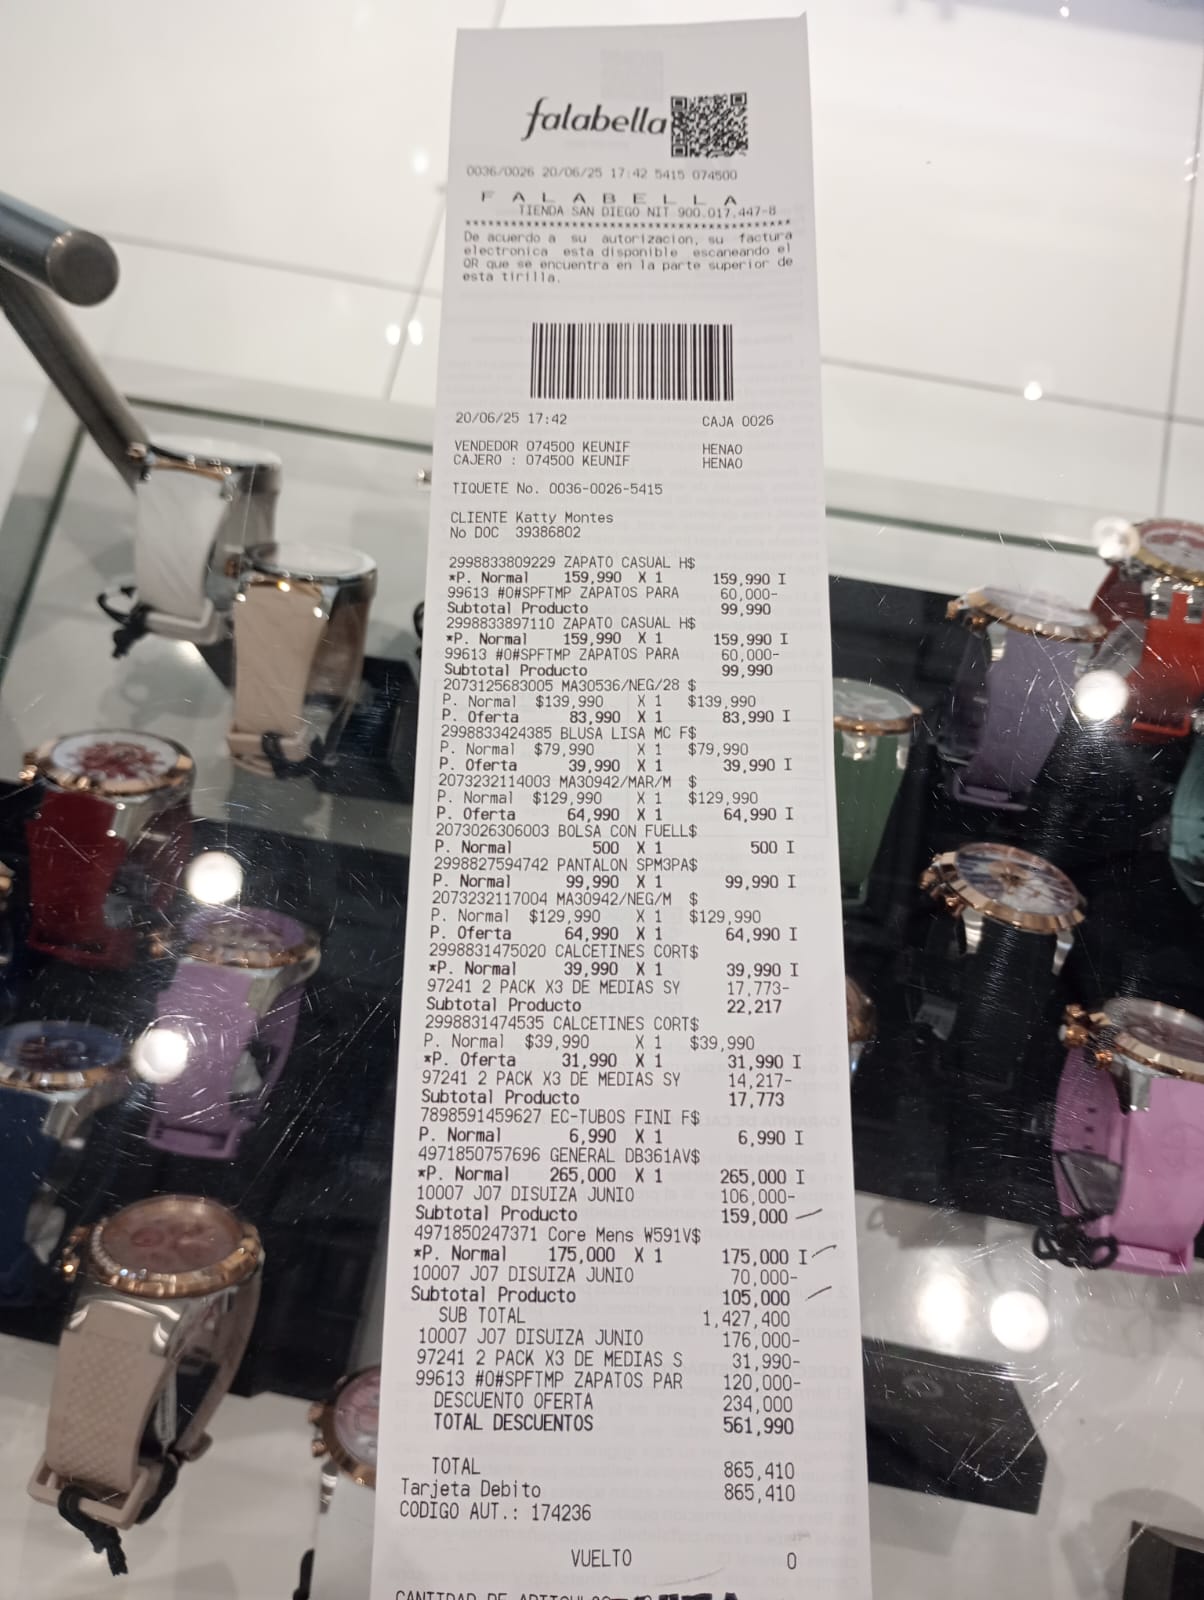 falabella
0036/0026 20/06/25 17:42 5415 074500
F A L A B E L L A
TIENDA SAN DIEGO NIT 900.017.447-8
****************************************
De acuerdo a su autorizacion, su factura
electronica esta disponible escaneando el
QR que se encuentra en la parte superior de
esta tirilla.
20/06/25 17:42 CAJA 0026
VENDEDOR 074500 KEUNIF HENAO
CAJERO : 074500 KEUNIF HENAO
TIQUETE No. 0036-0026-5415
CLIENTE Katty Montes
No DOC 39386802
2998833809229 ZAPATO CASUAL H$
*P. Normal 159,990 X 1 159,990 I
99613 #0#SPFTMP ZAPATOS PARA 60,000-
Subtotal Producto 99,990
2998833897110 ZAPATO CASUAL H$
*P. Normal 159,990 X 1 159,990 I
99613 #0#SPFTMP ZAPATOS PARA 60,000-
Subtotal Producto 99,990
2073125683005 MA30536/NEG/28 $
P. Normal $139,990 X 1 $139,990
P. Oferta 83,990 X 1 83,990 I
2998833424385 BLUSA LISA MC F$
P. Normal $79,990 X 1 $79,990
P. Oferta 39,990 X 1 39,990 I
2073232114003 MA30942/MAR/M $
P. Normal $129,990 X 1 $129,990
P. Oferta 64,990 X 1 64,990 I
2073026306003 BOLSA CON FUELL$
P. Normal 500 X 1 500 I
2998827594742 PANTALON SPM3PA$
P. Normal 99,990 X 1 99,990 I
2073232117004 MA30942/NEG/M $
P. Normal $129,990 X 1 $129,990
P. Oferta 64,990 X 1 64,990 I
2998831475020 CALCETINES CORT$
*P. Normal 39,990 X 1 39,990 I
97241 2 PACK X3 DE MEDIAS SY 17,773-
Subtotal Producto 22,217
2998831474535 CALCETINES CORT$
P. Normal $39,990 X 1 $39,990
*P. Oferta 31,990 X 1 31,990 I
97241 2 PACK X3 DE MEDIAS SY 14,217-
Subtotal Producto 17,773
7898591459627 EC-TUBOS FINI F$
P. Normal 6,990 X 1 6,990 I
4971850757696 GENERAL DB361AV$
*P. Normal 265,000 X 1 265,000 I
10007 J07 DISUIZA JUNIO 106,000-
Subtotal Producto 159,000
4971850247371 Core Mens W591V$
*P. Normal 175,000 X 1 175,000 I
10007 J07 DISUIZA JUNIO 70,000-
Subtotal Producto 105,000
SUB TOTAL 1,427,400
10007 J07 DISUIZA JUNIO 176,000-
97241 2 PACK X3 DE MEDIAS S 31,990-
99613 #0#SPFTMP ZAPATOS PAR 120,000-
DESCUENTO OFERTA 234,000
TOTAL DESCUENTOS 561,990
TOTAL 865,410
Tarjeta Debito 865,410
CODIGO AUT.: 174236
VUELTO 0
CANTIDAD DE ARTICULOS